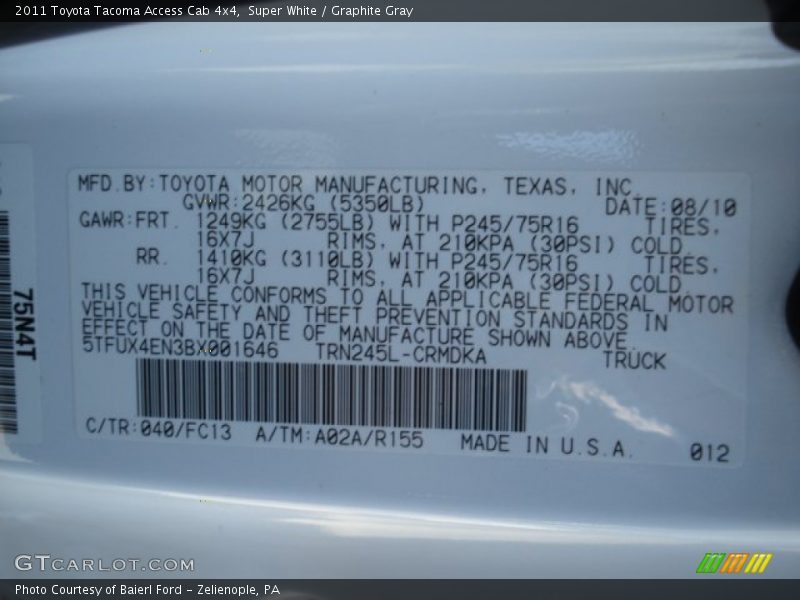 2011 Toyota Tacoma Access Cab 4x4, Super White / Graphite Gray
MFD.BY:TOYOTA MOTOR MANUFACTURING, TEXAS, INC.
GVWR:2426KG (5350LB) DATE:08/10
GAWR:FRT. 1249KG (2755LB) WITH P245/75R16 TIRES,
16X7J RIMS, AT 210KPA (30PSI) COLD
RR. 1410KG (3110LB) WITH P245/75R16 TIRES,
16X7J RIMS, AT 210KPA (30PSI) COLD
THIS VEHICLE CONFORMS TO ALL APPLICABLE FEDERAL MOTOR
VEHICLE SAFETY AND THEFT PREVENTION STANDARDS IN
EFFECT ON THE DATE OF MANUFACTURE SHOWN ABOVE.
5TFUX4EN3BX001646 TRN245L-CRMDKA TRUCK
C/TR:040/FC13 A/TM:A02A/R155 MADE IN U.S.A. 012
75N4T
GTCARLOT.COM
Photo Courtesy of Baierl Ford - Zelienople, PA